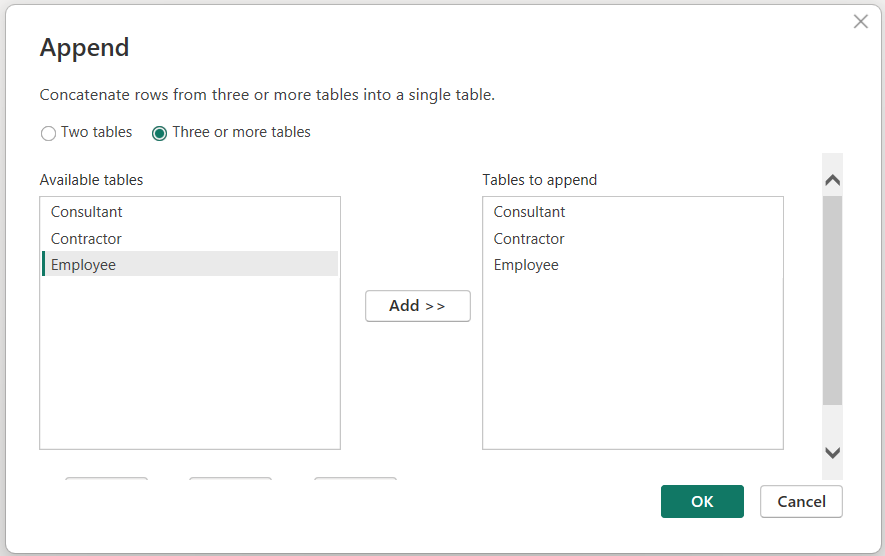 Append
Concatenate rows from three or more tables into a single table.
Two tables Three or more tables
Available tables
Consultant
Contractor
Employee
Add >>
Tables to append
Consultant
Contractor
Employee
OK Cancel